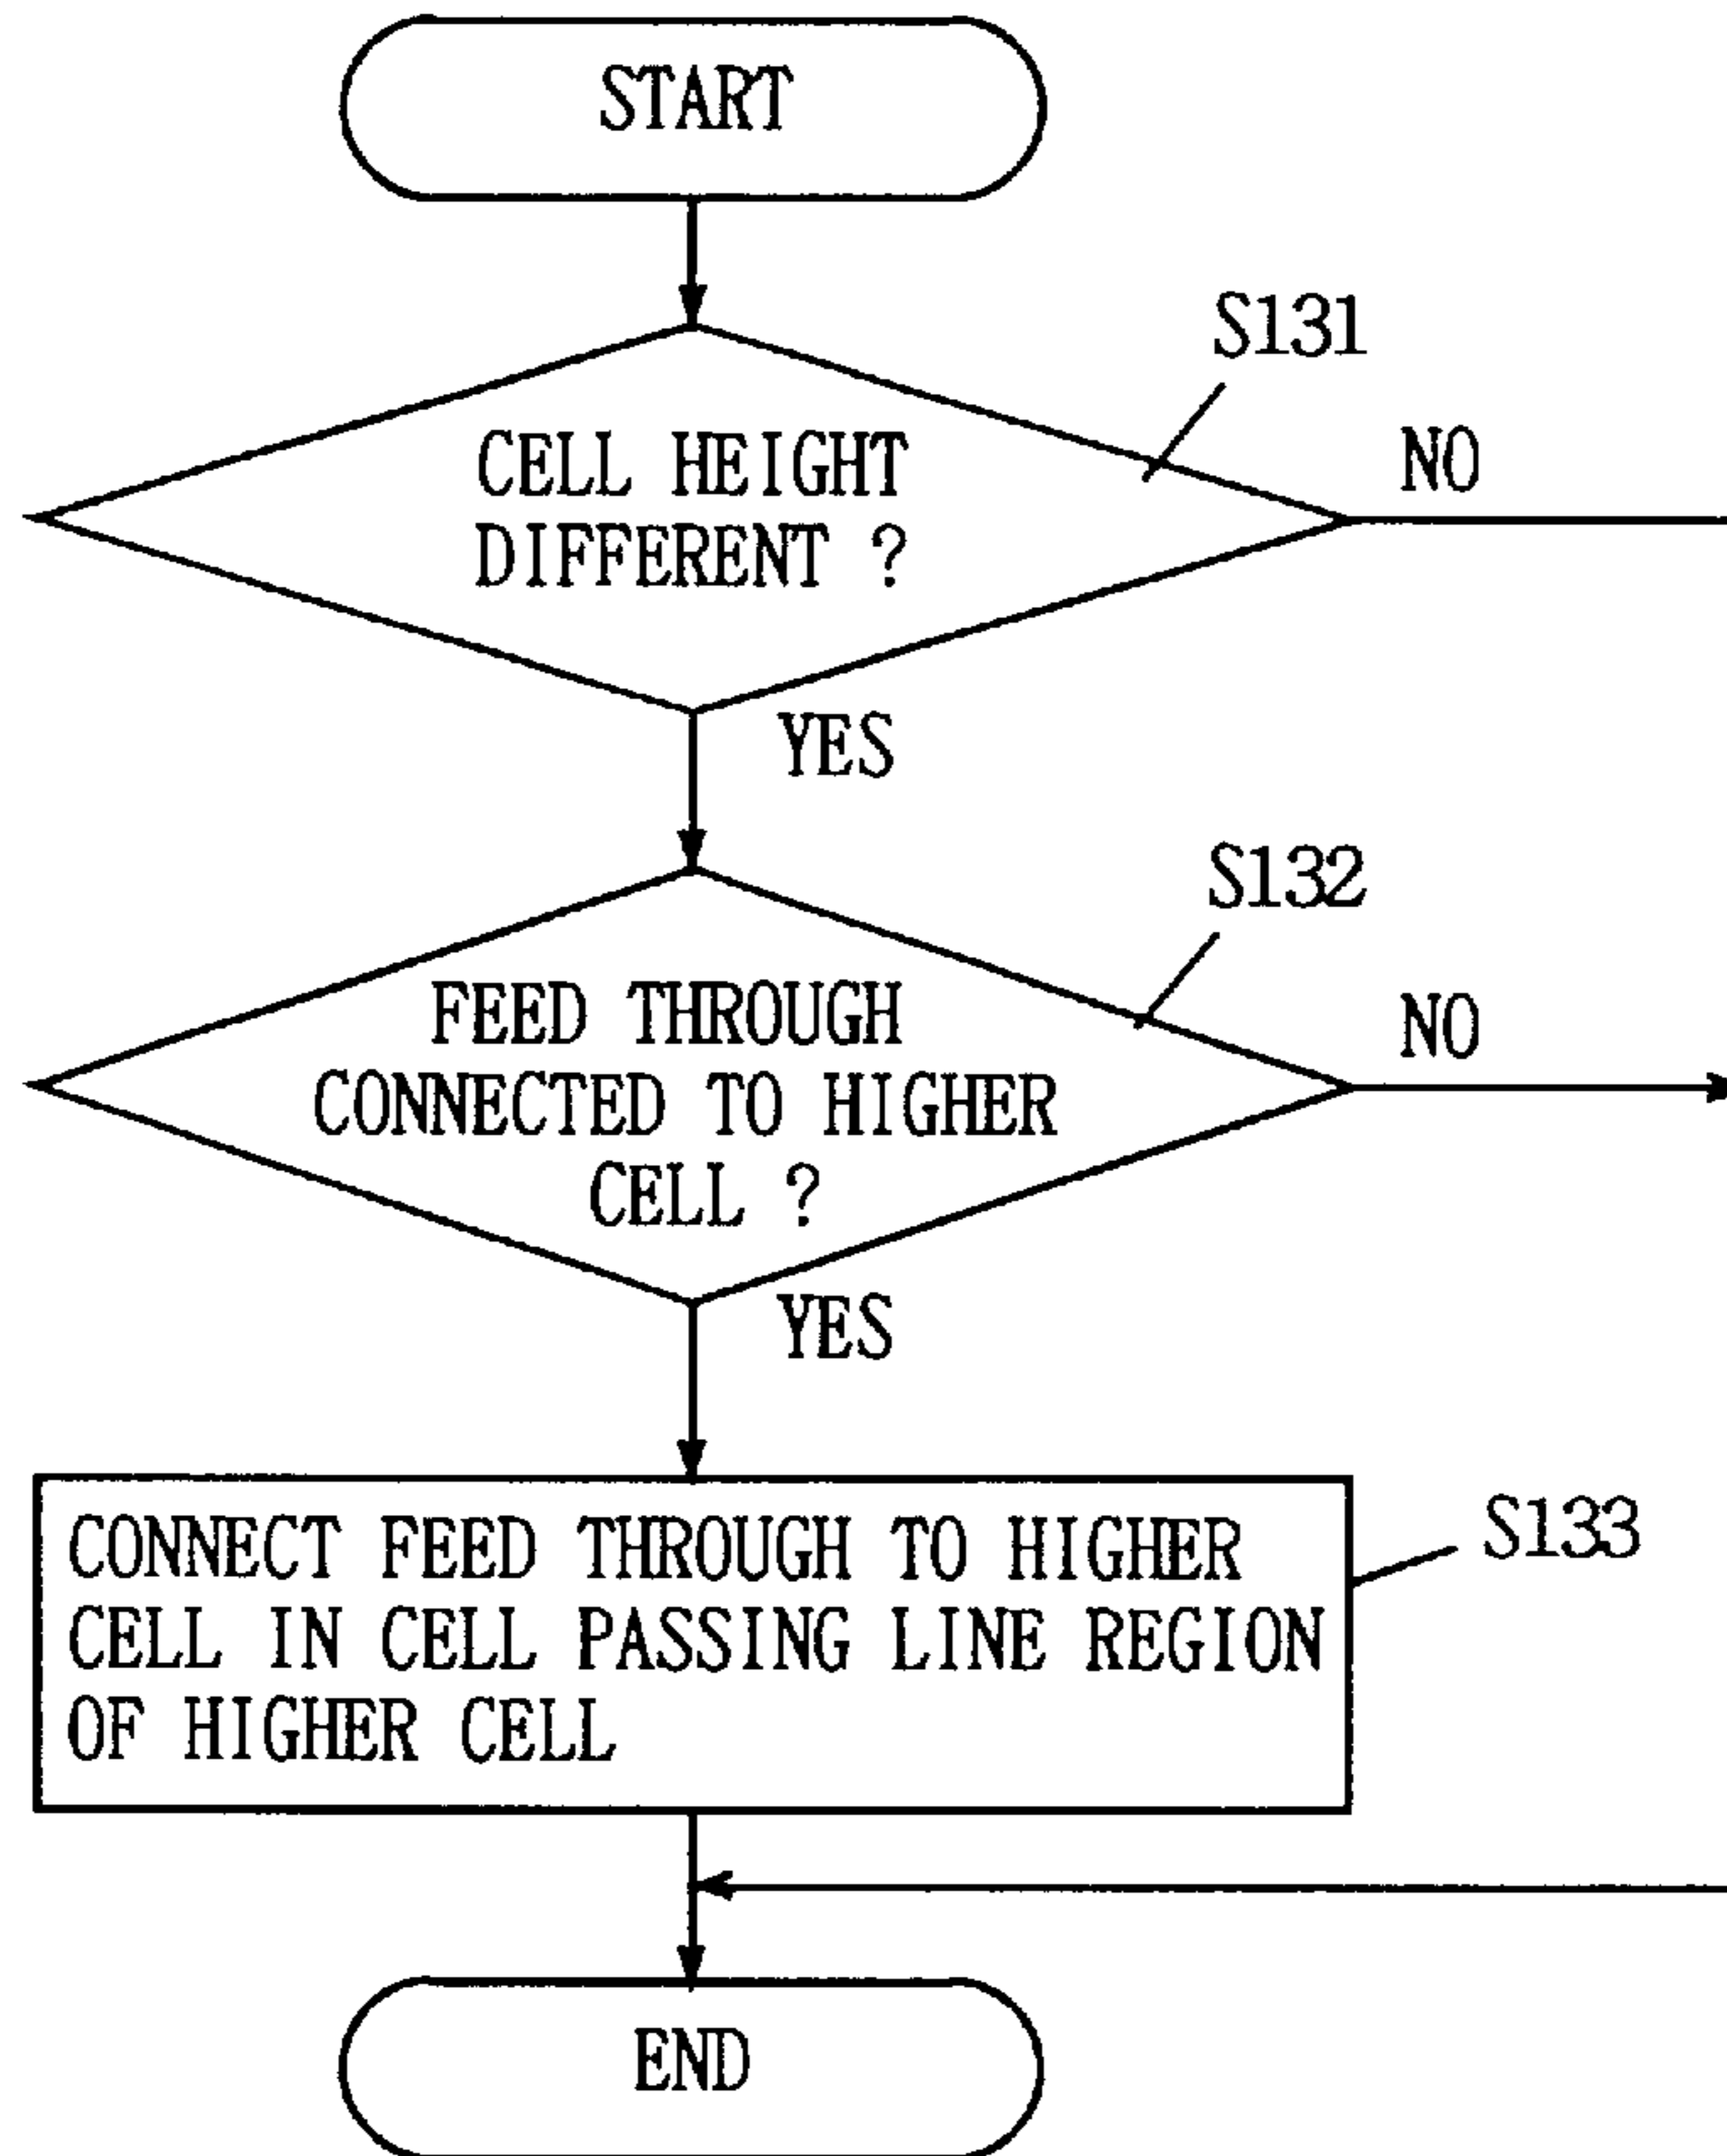 START
S131
CELL HEIGHT
DIFFERENT ?
NO
YES
S132
FEED THROUGH
CONNECTED TO HIGHER
CELL ?
NO
YES
S133
CONNECT FEED THROUGH TO HIGHER
CELL IN CELL PASSING LINE REGION
OF HIGHER CELL
END